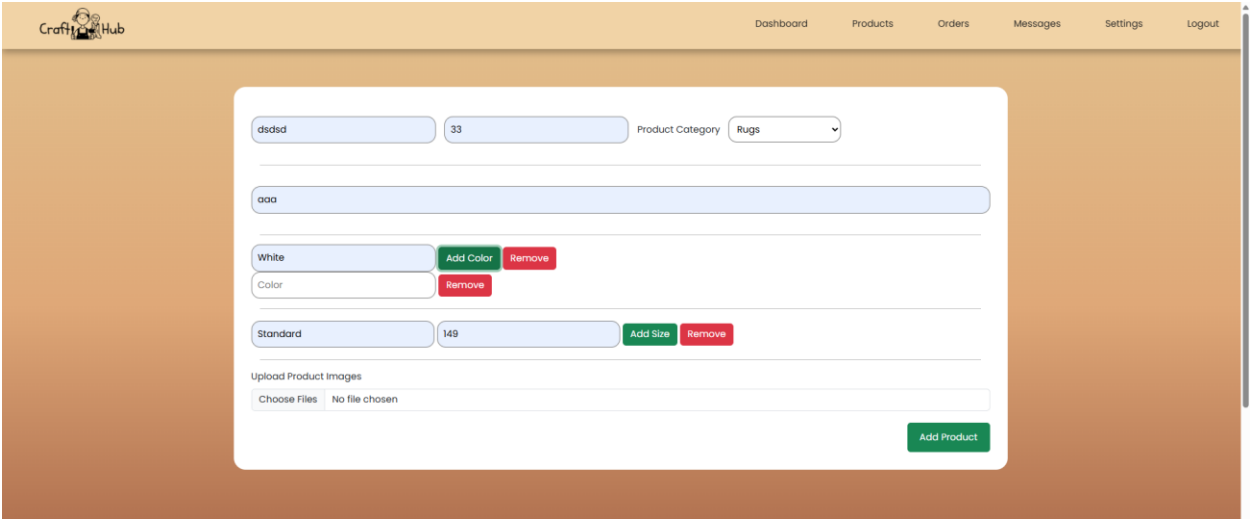 Craft Hub Dashboard Products Orders Messages Settings Logout
dsdsd 33 Product Category Rugs
aaa
White Add Color Remove
Color Remove
Standard 149 Add Size Remove
Upload Product Images
Choose Files No file chosen
Add Product